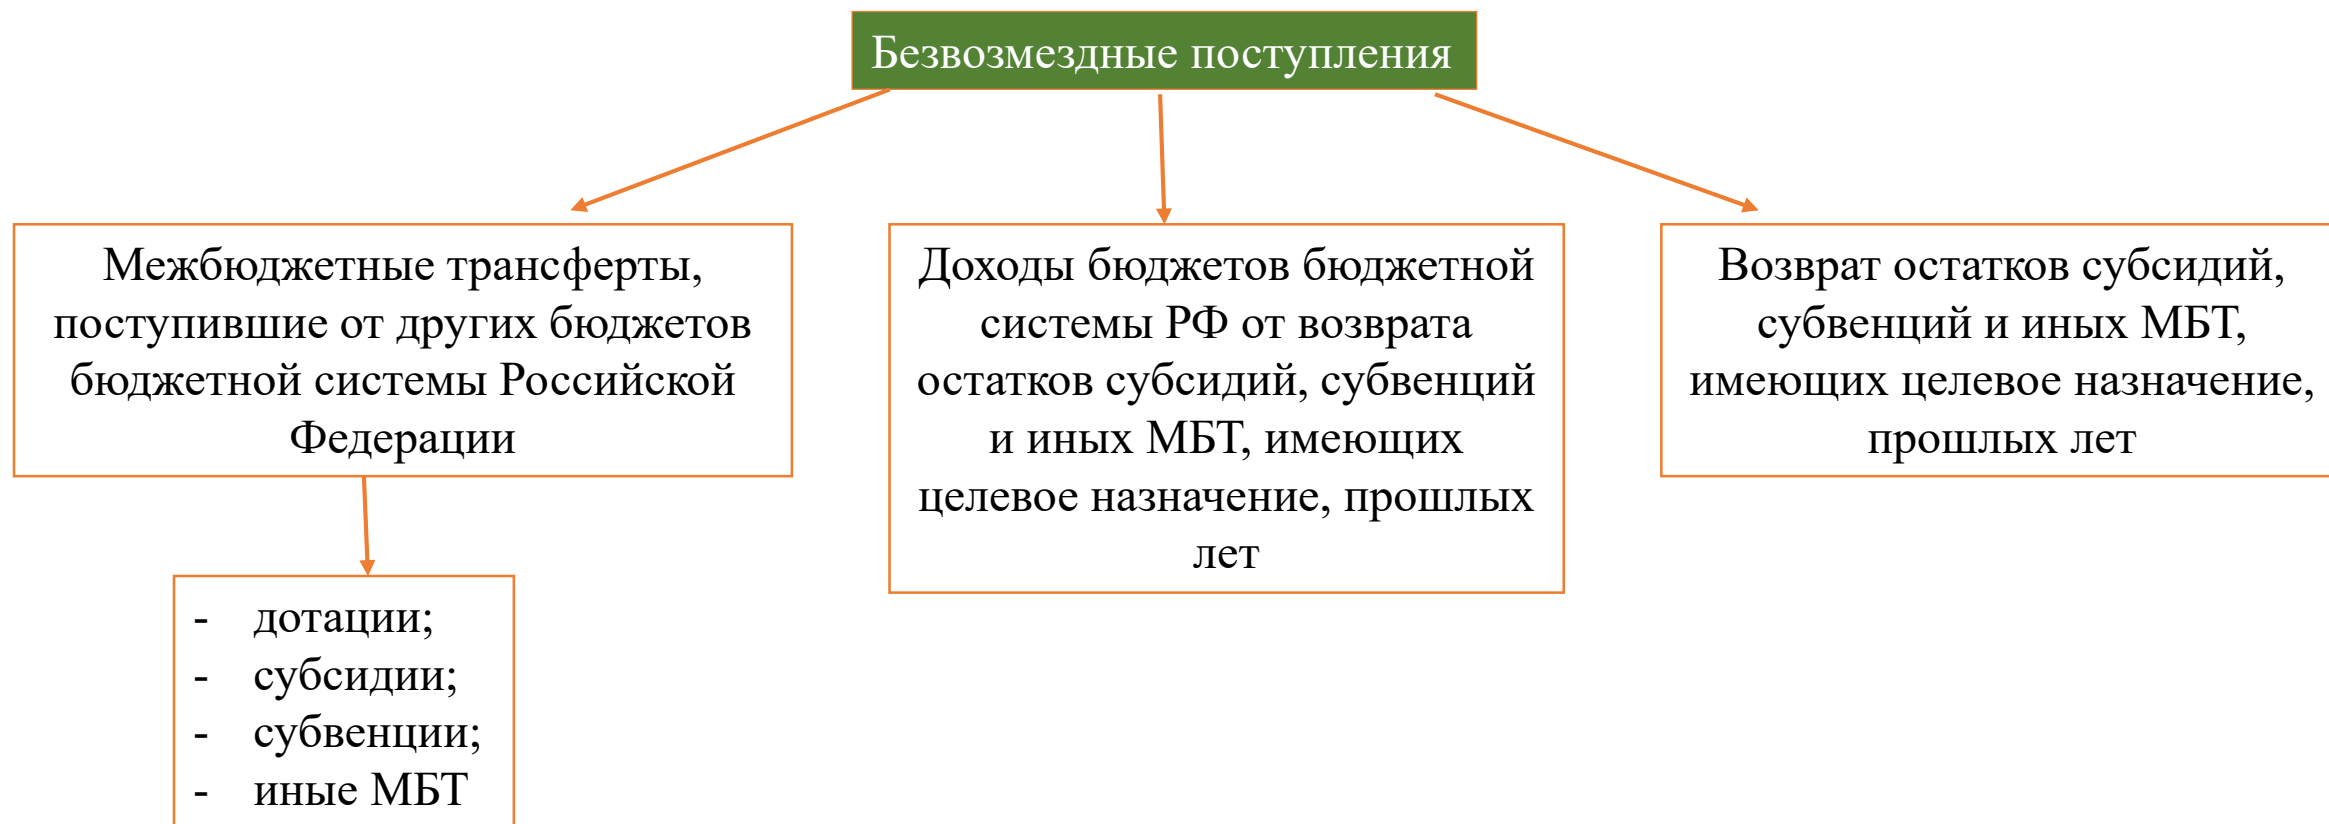 Безвозмездные поступления
Межбюджетные трансферты,
поступившие от других бюджетов
бюджетной системы Российской
Федерации
Доходы бюджетов бюджетной
системы РФ от возврата
остатков субсидий, субвенций
и иных МБТ, имеющих
целевое назначение, прошлых
лет
Возврат остатков субсидий,
субвенций и иных МБТ,
имеющих целевое назначение,
прошлых лет
- дотации;
- субсидии;
- субвенции;
- иные МБТ